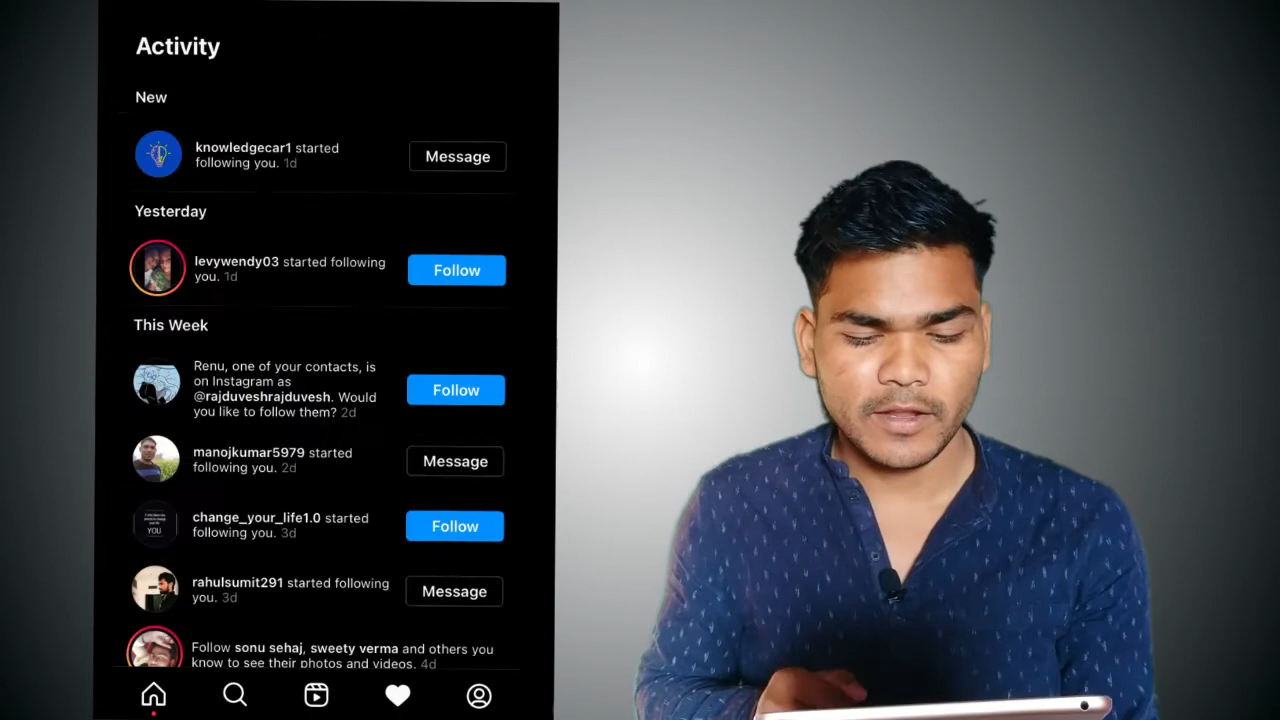 Activity
New
knowledgecar1 started
following you. 1d
Message
Yesterday
levywendy03 started following
you. 1d
Follow
This Week
Renu, one of your contacts, is
on Instagram as
@rajduveshrajduvesh. Would
you like to follow them? 2d
Follow
manojkumar5979 started
following you. 2d
Message
change_your_life1.0 started
following you. 3d
Follow
YOU
rahulsumit291 started following
you. 3d
Message
Follow sonu sehaj, sweety verma and others you
know to see their photos and videos. 4d